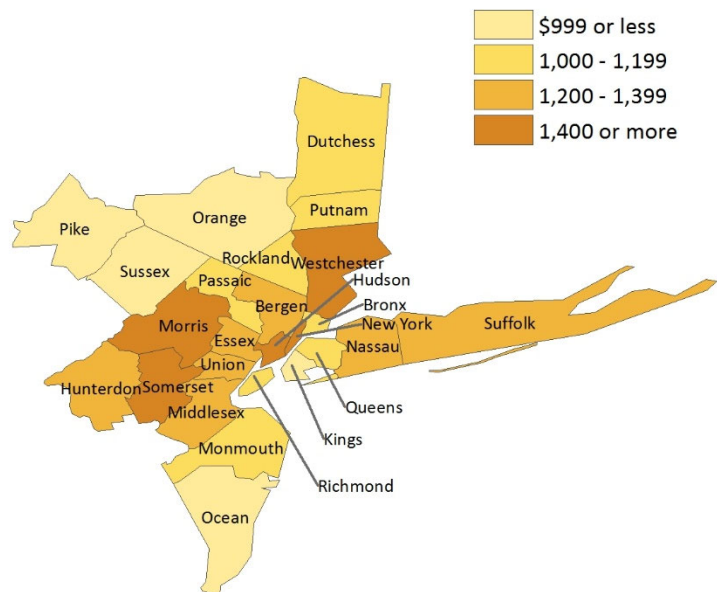 $999 or less
1,000 - 1,199
1,200 - 1,399
1,400 or more
Dutchess
Putnam
Orange
Pike
Rockland
Westchester
Sussex
Passaic
Hudson
Bergen
Bronx
Morris
New York
Suffolk
Essex
Nassau
Union
Hunterdon
Somerset
Queens
Middlesex
Kings
Monmouth
Richmond
Ocean